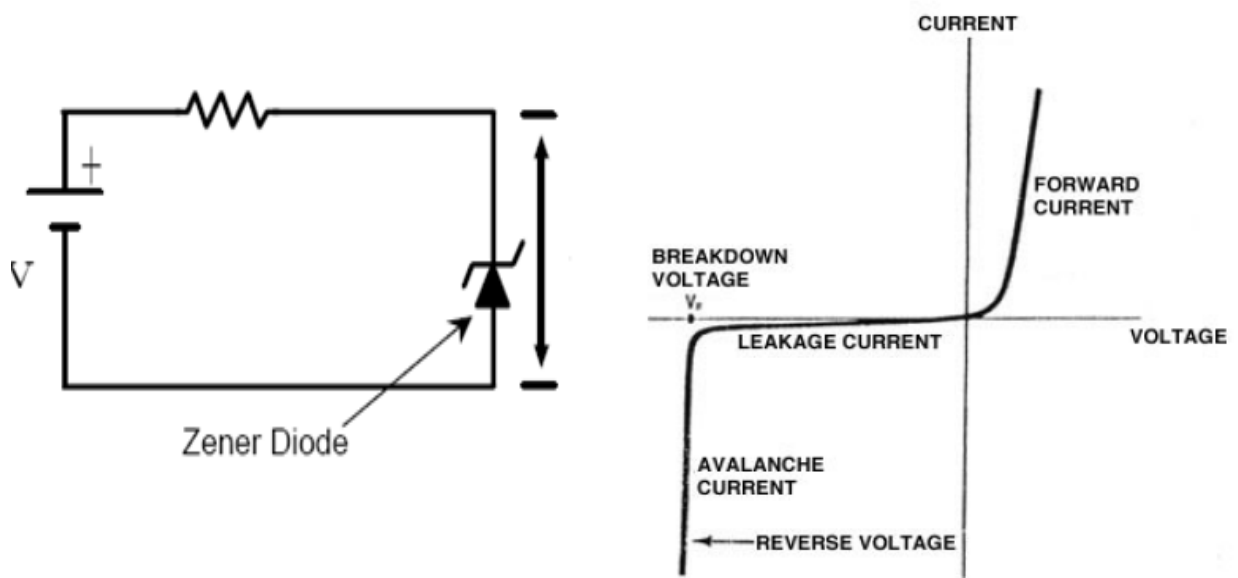 +
V
Zener Diode
CURRENT
FORWARD
CURRENT
BREAKDOWN
VOLTAGE
LEAKAGE CURRENT
VOLTAGE
AVALANCHE
CURRENT
REVERSE VOLTAGE